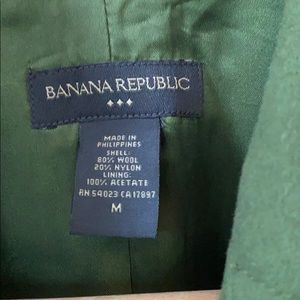 BANANA REPUBLIC
MADE IN
PHILIPPINES
SHELL:
80% WOOL
20% NYLON
LINING:
100% ACETATE
RN 54023 CA 17897
M